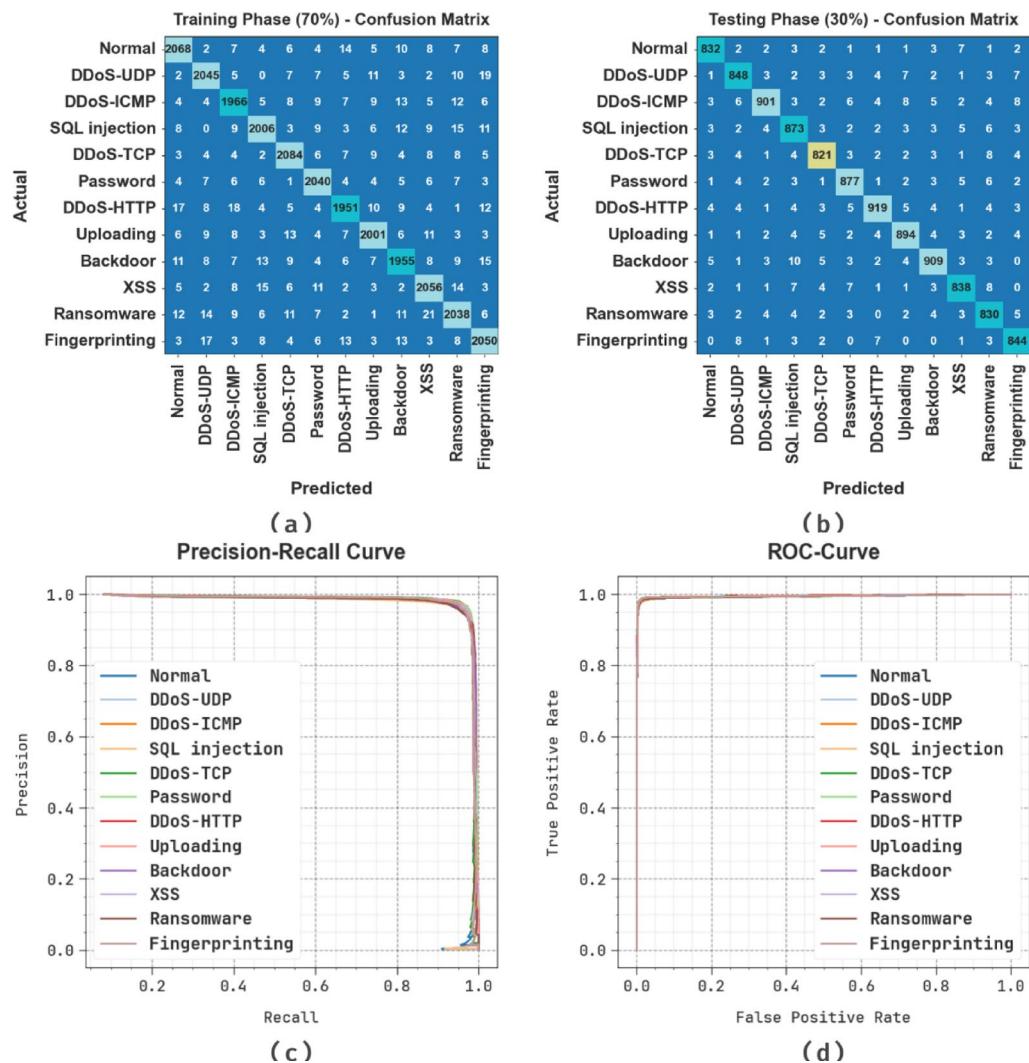 Training Phase (70%) - Confusion Matrix
Actual
Normal 2068 2 7 4 6 4 14 5 10 8 7 8
DDoS-UDP 2 2045 5 0 7 7 5 11 3 2 10 19
DDoS-ICMP 4 4 1966 5 8 9 7 9 13 5 12 6
SQL injection 8 0 9 2006 3 9 3 6 12 9 15 11
DDoS-TCP 3 4 4 2 2084 6 7 9 4 8 8 5
Password 4 7 6 6 1 2040 4 4 5 6 7 3
DDoS-HTTP 17 8 18 4 5 4 1951 10 9 4 1 12
Uploading 6 9 8 3 13 4 7 2001 6 11 3 3
Backdoor 11 8 7 13 9 4 6 7 1955 8 9 15
XSS 5 2 8 15 6 11 2 3 2 2056 14 3
Ransomware 12 14 9 6 11 7 2 1 11 21 2038 6
Fingerprinting 3 17 3 8 4 6 13 3 13 3 8 2050
Normal DDoS-UDP DDoS-ICMP SQL injection DDoS-TCP Password DDoS-HTTP Uploading Backdoor XSS Ransomware Fingerprinting
Predicted
(a)
Testing Phase (30%) - Confusion Matrix
Actual
Normal 832 2 2 3 2 1 1 1 3 7 1 2
DDoS-UDP 1 848 3 2 3 3 4 7 2 1 3 7
DDoS-ICMP 3 6 901 3 2 6 4 8 5 2 4 8
SQL injection 3 2 4 873 3 2 2 3 3 5 6 3
DDoS-TCP 3 4 1 4 821 3 2 2 3 1 8 4
Password 1 4 2 3 1 877 1 2 3 5 6 2
DDoS-HTTP 4 4 1 4 3 5 919 5 4 1 4 3
Uploading 1 1 2 4 5 2 4 894 4 3 2 4
Backdoor 5 1 3 10 5 3 2 4 909 3 3 0
XSS 2 1 1 7 4 7 1 1 3 838 8 0
Ransomware 3 2 4 4 2 3 0 2 4 3 830 5
Fingerprinting 0 8 1 3 2 0 7 0 0 1 3 844
Normal DDoS-UDP DDoS-ICMP SQL injection DDoS-TCP Password DDoS-HTTP Uploading Backdoor XSS Ransomware Fingerprinting
Predicted
(b)
Precision-Recall Curve
Precision
1.0
0.8
0.6
0.4
0.2
0.0
Normal
DDoS-UDP
DDoS-ICMP
SQL injection
DDoS-TCP
Password
DDoS-HTTP
Uploading
Backdoor
XSS
Ransomware
Fingerprinting
0.2 0.4 0.6 0.8 1.0
Recall
(c)
ROC-Curve
True Positive Rate
1.0
0.8
0.6
0.4
0.2
0.0
Normal
DDoS-UDP
DDoS-ICMP
SQL injection
DDoS-TCP
Password
DDoS-HTTP
Uploading
Backdoor
XSS
Ransomware
Fingerprinting
0.0 0.2 0.4 0.6 0.8 1.0
False Positive Rate
(d)